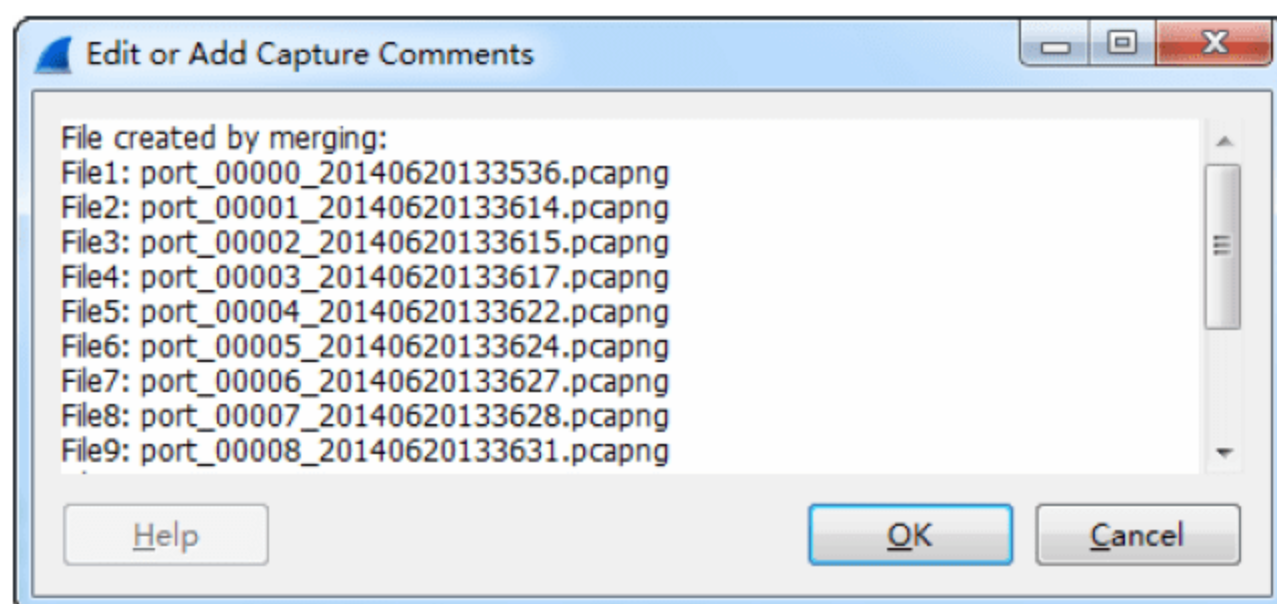 Edit or Add Capture Comments
File created by merging:
File1: port_00000_20140620133536.pcapng
File2: port_00001_20140620133614.pcapng
File3: port_00002_20140620133615.pcapng
File4: port_00003_20140620133617.pcapng
File5: port_00004_20140620133622.pcapng
File6: port_00005_20140620133624.pcapng
File7: port_00006_20140620133627.pcapng
File8: port_00007_20140620133628.pcapng
File9: port_00008_20140620133631.pcapng
Help OK Cancel